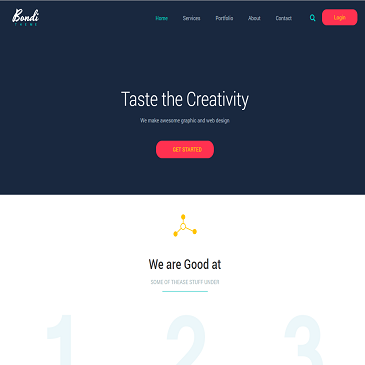 Bondi
THEME
Home Services Portfolio About Contact Login
Taste the Creativity
We make awesome graphic and web design
GET STARTED
We are Good at
SOME OF THEASE STUFF UNDER
1 2 3